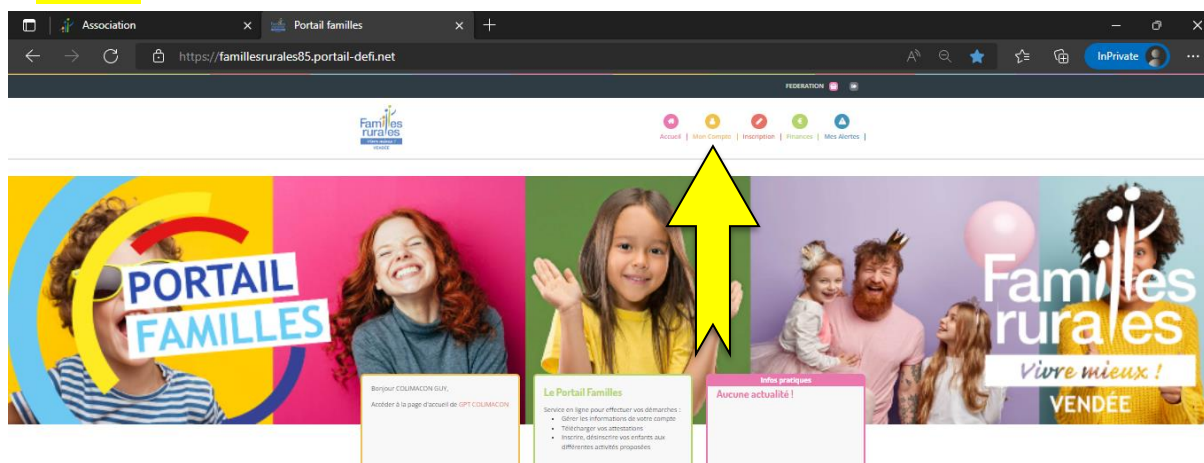 Association
Portail familles
https://famillesrurales85.portail-defi.net
InPrivate
FEDERATION
Familles
rurales
Vivre mieux !
VENDÉE
Accueil | Mon Compte | Inscription | Finances | Mes Alertes |
PORTAIL
FAMILLES
Familles
rurales
Vivre mieux !
VENDÉE
Bonjour COLIMACON GUY,
Accéder à la page d'accueil de GPT COLIMACON
Le Portail Familles
Service en ligne pour effectuer vos démarches :
• Gérer les informations de votre compte
• Télécharger vos attestations
• Inscrire, désinscrire vos enfants aux
différentes activités proposées
Infos pratiques
Aucune actualité !